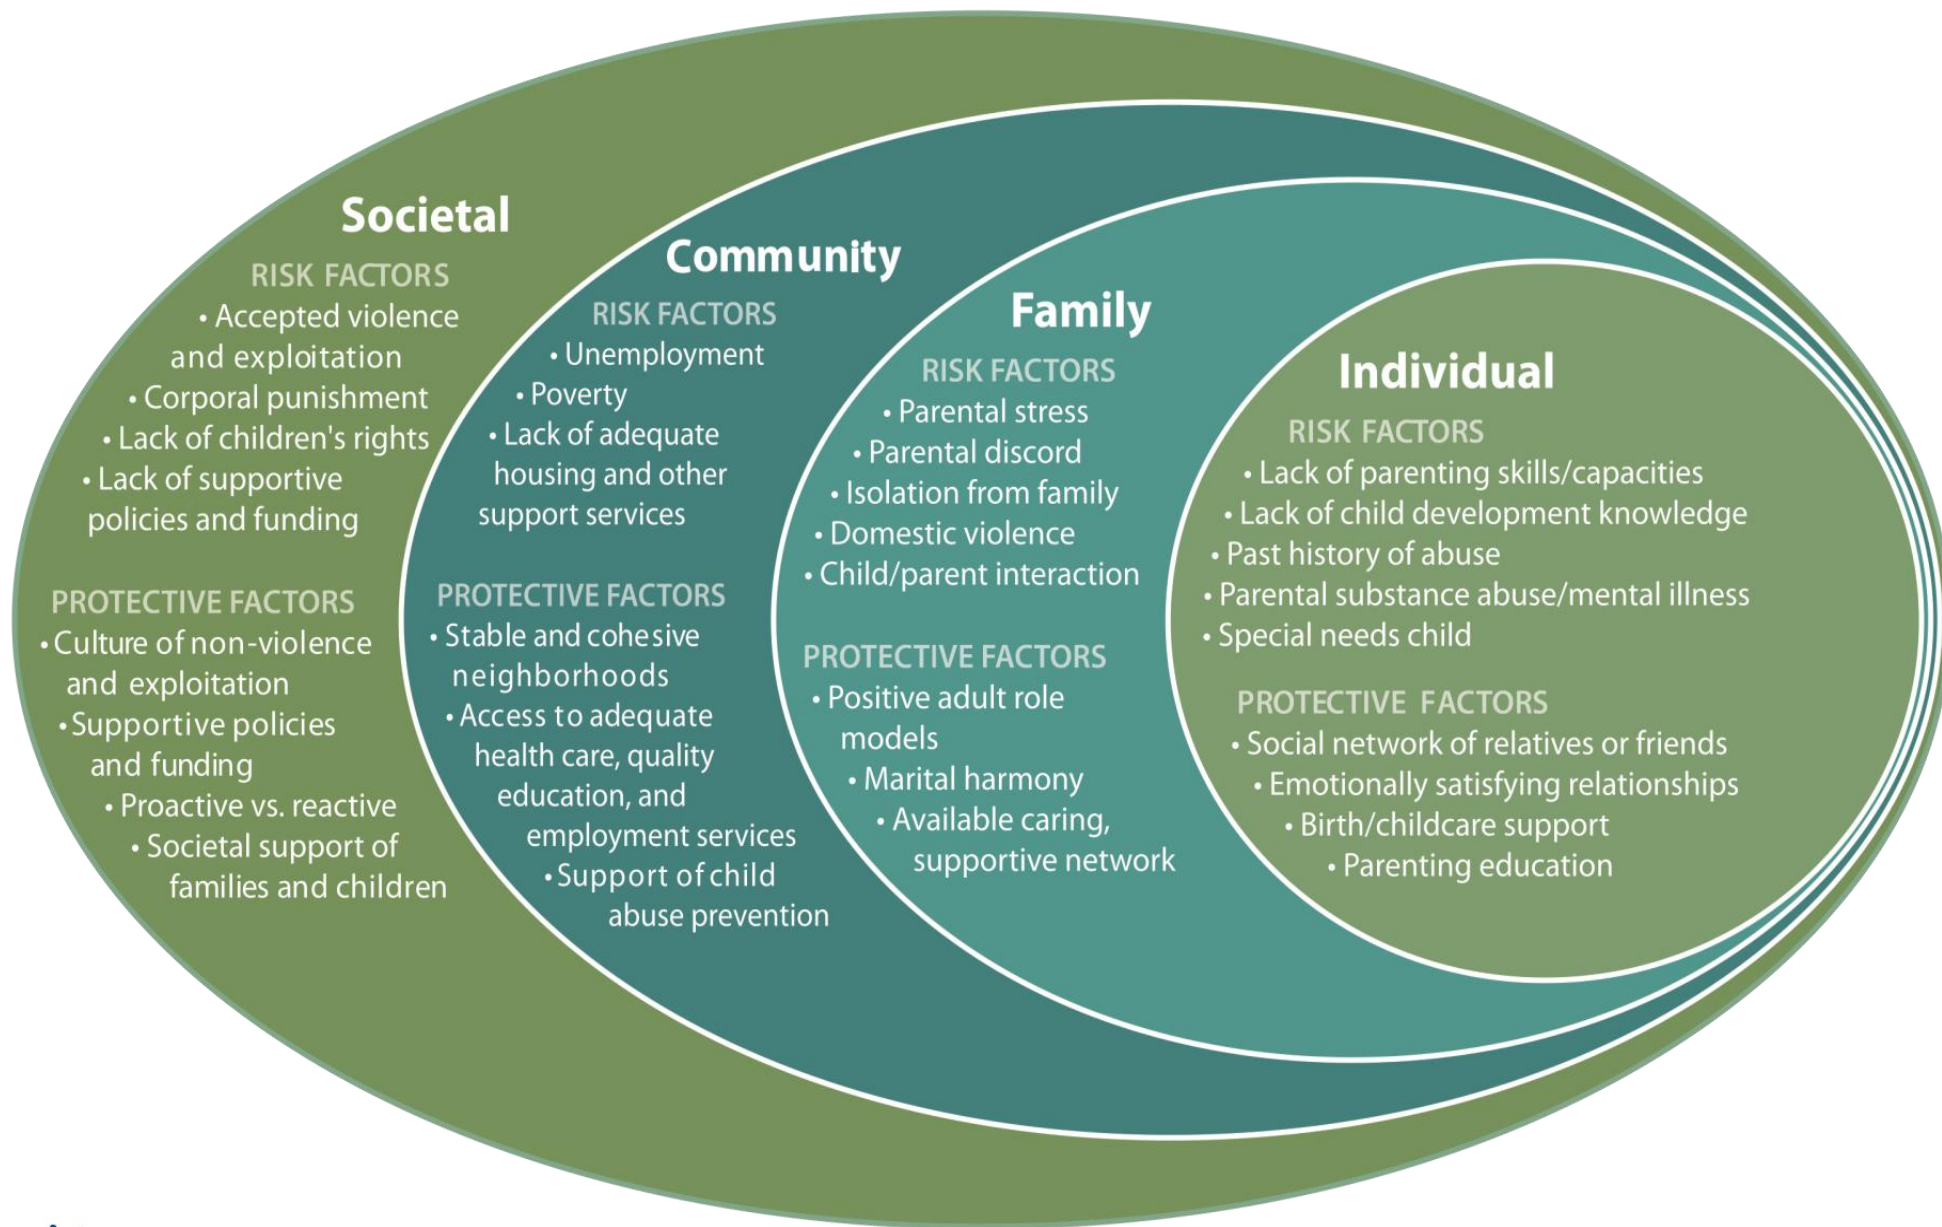 Societal
RISK FACTORS
• Accepted violence
and exploitation
• Corporal punishment
• Lack of children's rights
• Lack of supportive
policies and funding
PROTECTIVE FACTORS
• Culture of non-violence
and exploitation
• Supportive policies
and funding
• Proactive vs. reactive
• Societal support of
families and children
Community
RISK FACTORS
• Unemployment
• Poverty
• Lack of adequate
housing and other
support services
PROTECTIVE FACTORS
• Stable and cohesive
neighborhoods
• Access to adequate
health care, quality
education, and
employment services
• Support of child
abuse prevention
Family
RISK FACTORS
• Parental stress
• Parental discord
• Isolation from family
• Domestic violence
• Child/parent interaction
PROTECTIVE FACTORS
• Positive adult role
models
• Marital harmony
• Available caring,
supportive network
Individual
RISK FACTORS
• Lack of parenting skills/capacities
• Lack of child development knowledge
• Past history of abuse
• Parental substance abuse/mental illness
• Special needs child
PROTECTIVE FACTORS
• Social network of relatives or friends
• Emotionally satisfying relationships
• Birth/childcare support
• Parenting education